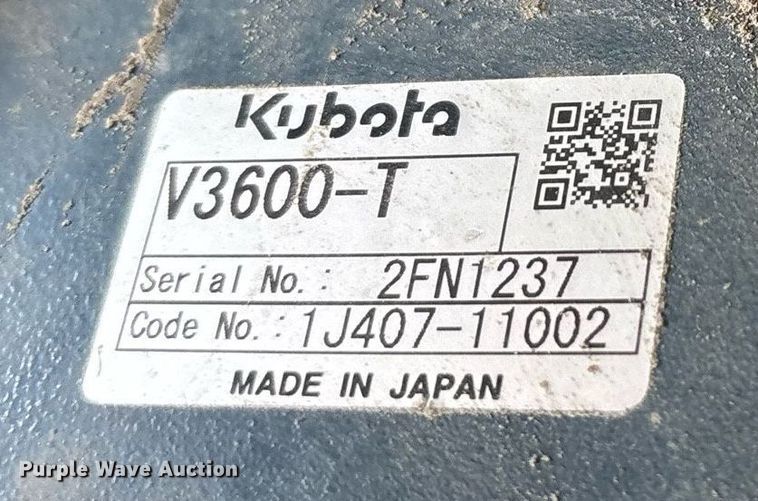 Kubota
V3600-T
Serial No.: 2FN1237
Code No.: 1J407-11002
MADE IN JAPAN
Purple Wave Auction